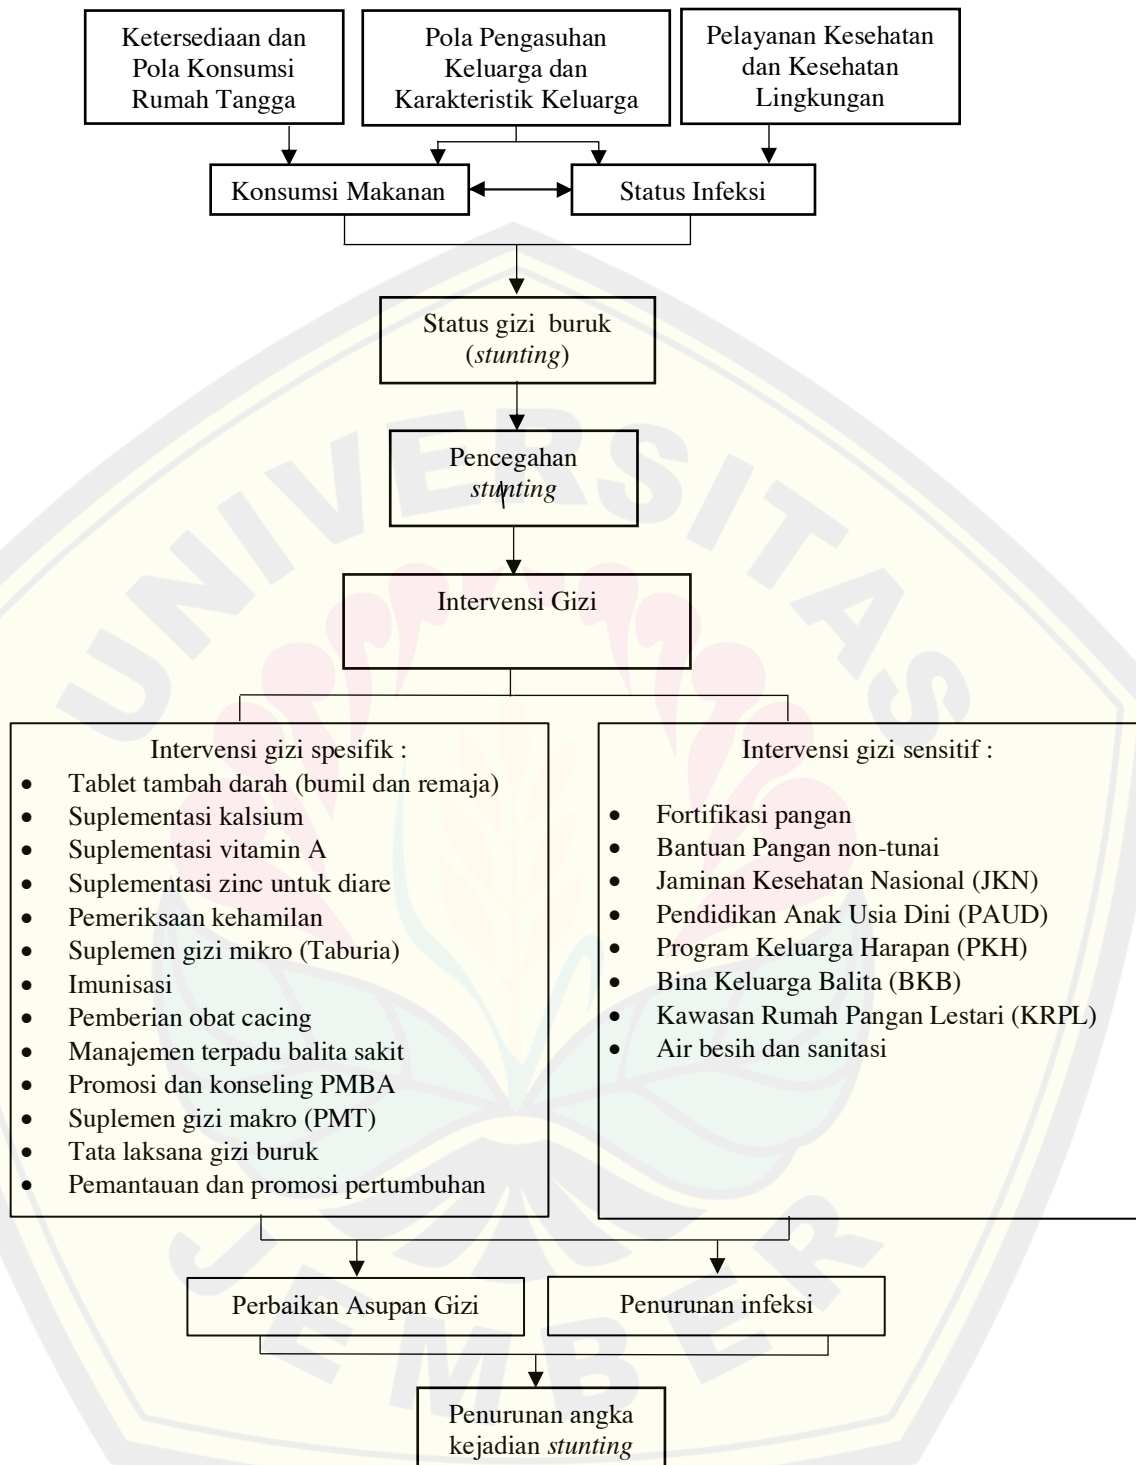 Ketersediaan dan
Pola Konsumsi
Rumah Tangga
Pola Pengasuhan
Keluarga dan
Karakteristik Keluarga
Pelayanan Kesehatan
dan Kesehatan
Lingkungan
Konsumsi Makanan
Status Infeksi
Status gizi buruk
(stunting)
Pencegahan
stunting
Intervensi Gizi
Intervensi gizi spesifik :
• Tablet tambah darah (bumil dan remaja)
• Suplementasi kalsium
• Suplementasi vitamin A
• Suplementasi zinc untuk diare
• Pemeriksaan kehamilan
• Suplemen gizi mikro (Taburia)
• Imunisasi
• Pemberian obat cacing
• Manajemen terpadu balita sakit
• Promosi dan konseling PMBA
• Suplemen gizi makro (PMT)
• Tata laksana gizi buruk
• Pemantauan dan promosi pertumbuhan
Intervensi gizi sensitif :
• Fortifikasi pangan
• Bantuan Pangan non-tunai
• Jaminan Kesehatan Nasional (JKN)
• Pendidikan Anak Usia Dini (PAUD)
• Program Keluarga Harapan (PKH)
• Bina Keluarga Balita (BKB)
• Kawasan Rumah Pangan Lestari (KRPL)
• Air besih dan sanitasi
Perbaikan Asupan Gizi
Penurunan infeksi
Penurunan angka
kejadian stunting
UNIVERSITAS
JEMBER